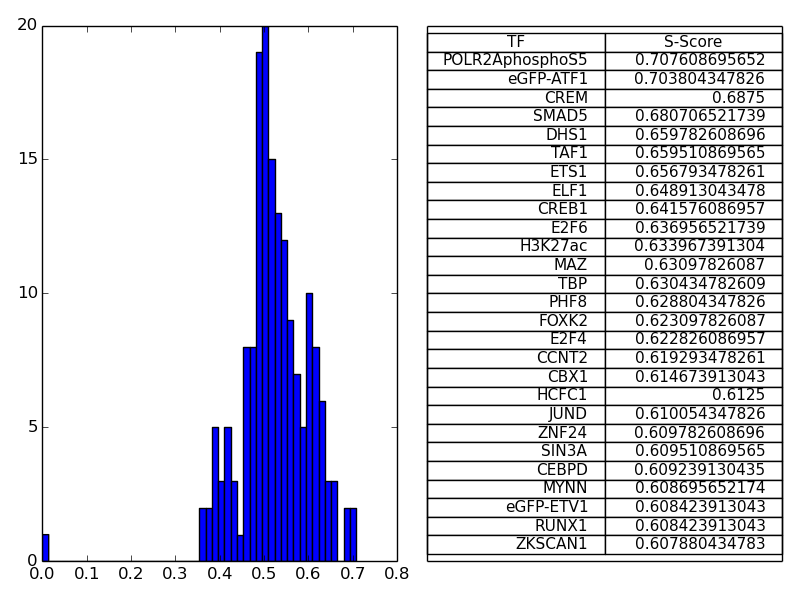 20
15
10
5
0
0.0 0.1 0.2 0.3 0.4 0.5 0.6 0.7 0.8
TF S-Score
POLR2AphosphoS5 0.707608695652
eGFP-ATF1 0.703804347826
CREM 0.6875
SMAD5 0.680706521739
DHS1 0.659782608696
TAF1 0.659510869565
ETS1 0.656793478261
ELF1 0.648913043478
CREB1 0.641576086957
E2F6 0.636956521739
H3K27ac 0.633967391304
MAZ 0.63097826087
TBP 0.630434782609
PHF8 0.628804347826
FOXK2 0.623097826087
E2F4 0.622826086957
CCNT2 0.619293478261
CBX1 0.614673913043
HCFC1 0.6125
JUND 0.610054347826
ZNF24 0.609782608696
SIN3A 0.609510869565
CEBPD 0.609239130435
MYNN 0.608695652174
eGFP-ETV1 0.608423913043
RUNX1 0.608423913043
ZKSCAN1 0.607880434783